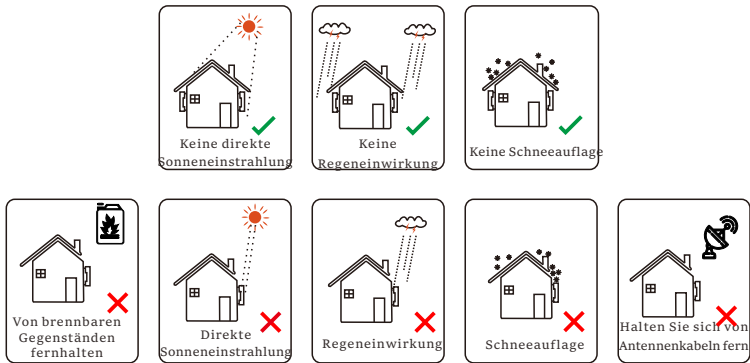 Keine direkte
Sonneneinstrahlung
Keine
Regeneinwirkung
Keine Schneeauflage
Von brennbaren
Gegenständen
fernhalten
Direkte
Sonneneinstrahlung
Regeneinwirkung
Schneeauflage
Halten Sie sich von
Antennenkabeln fern